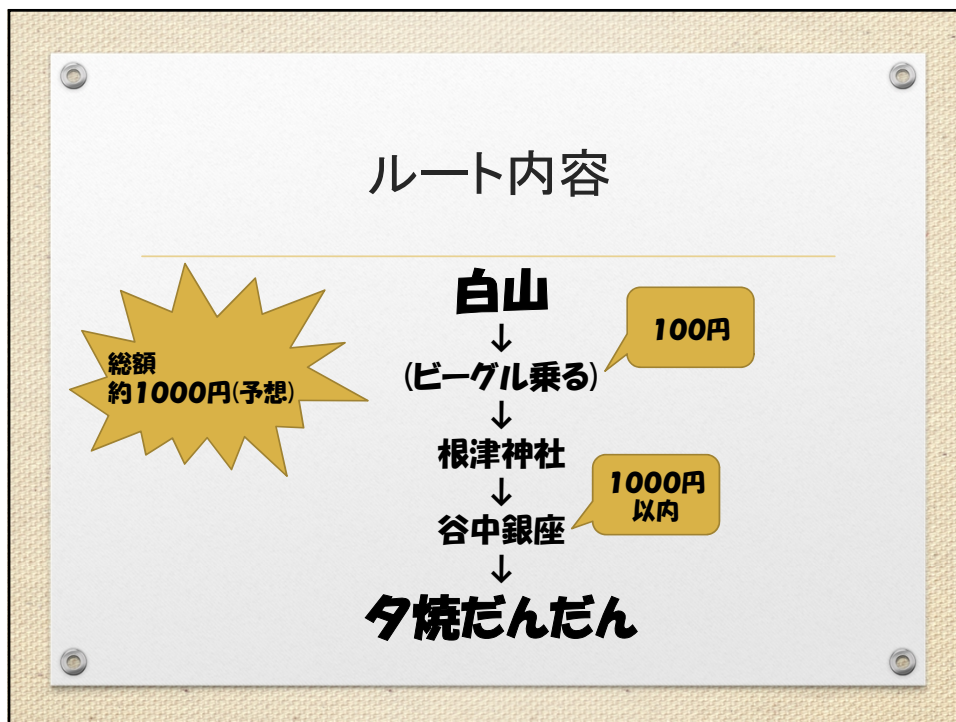 ルート内容
白山
↓
(ビーグル乗る)
100円
↓
根津神社
↓
谷中銀座
1000円
以内
↓
夕焼だんだん
総額
約1000円(予想)